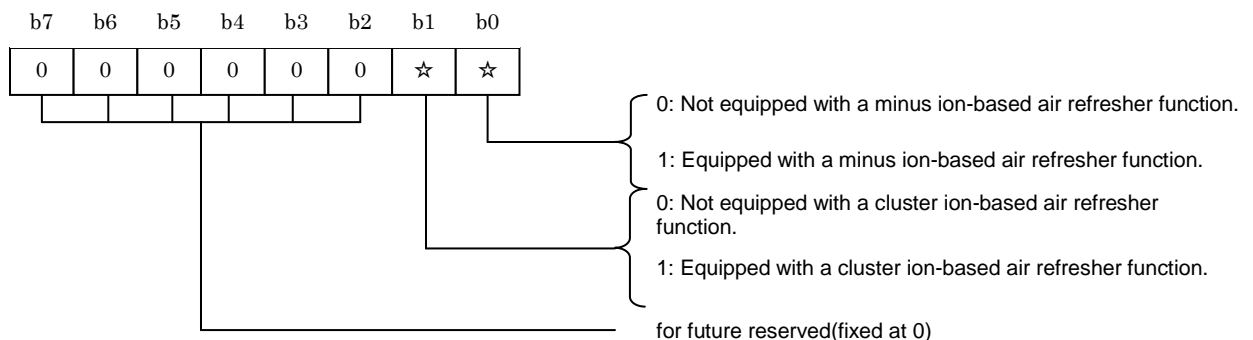 b7 b6 b5 b4 b3 b2 b1 b0
0 0 0 0 0 0 ☆ ☆
0: Not equipped with a minus ion-based air refresher function.
1: Equipped with a minus ion-based air refresher function.
0: Not equipped with a cluster ion-based air refresher
function.
1: Equipped with a cluster ion-based air refresher function.
for future reserved(fixed at 0)